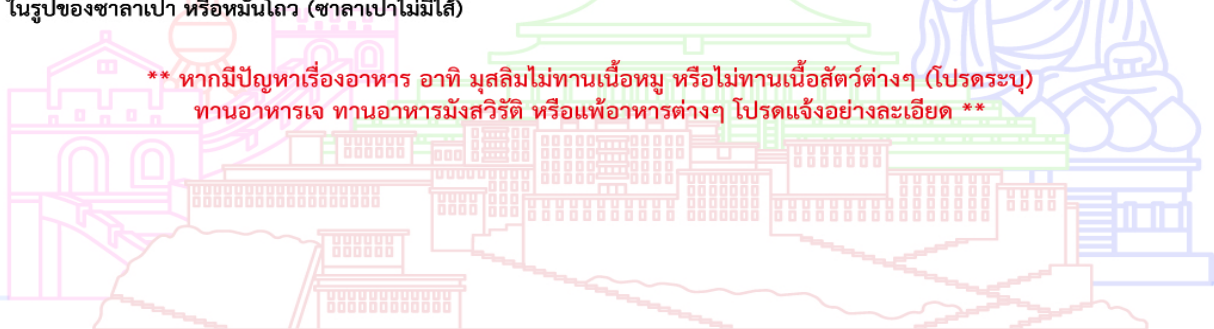 ในรูปของซาลาเปา หรือหมั่นโถว (ซาลาเปาไม่มีไส้)
** หากมีปัญหาเรื่องอาหาร อาทิ มุสลิมไม่ทานเนื้อหมู หรือไม่ทานเนื้อสัตว์ต่างๆ (โปรดระบุ)
ทานอาหารเจ ทานอาหารมังสวิรัติ หรือแพ้อาหารต่างๆ โปรดแจ้งอย่างละเอียด **